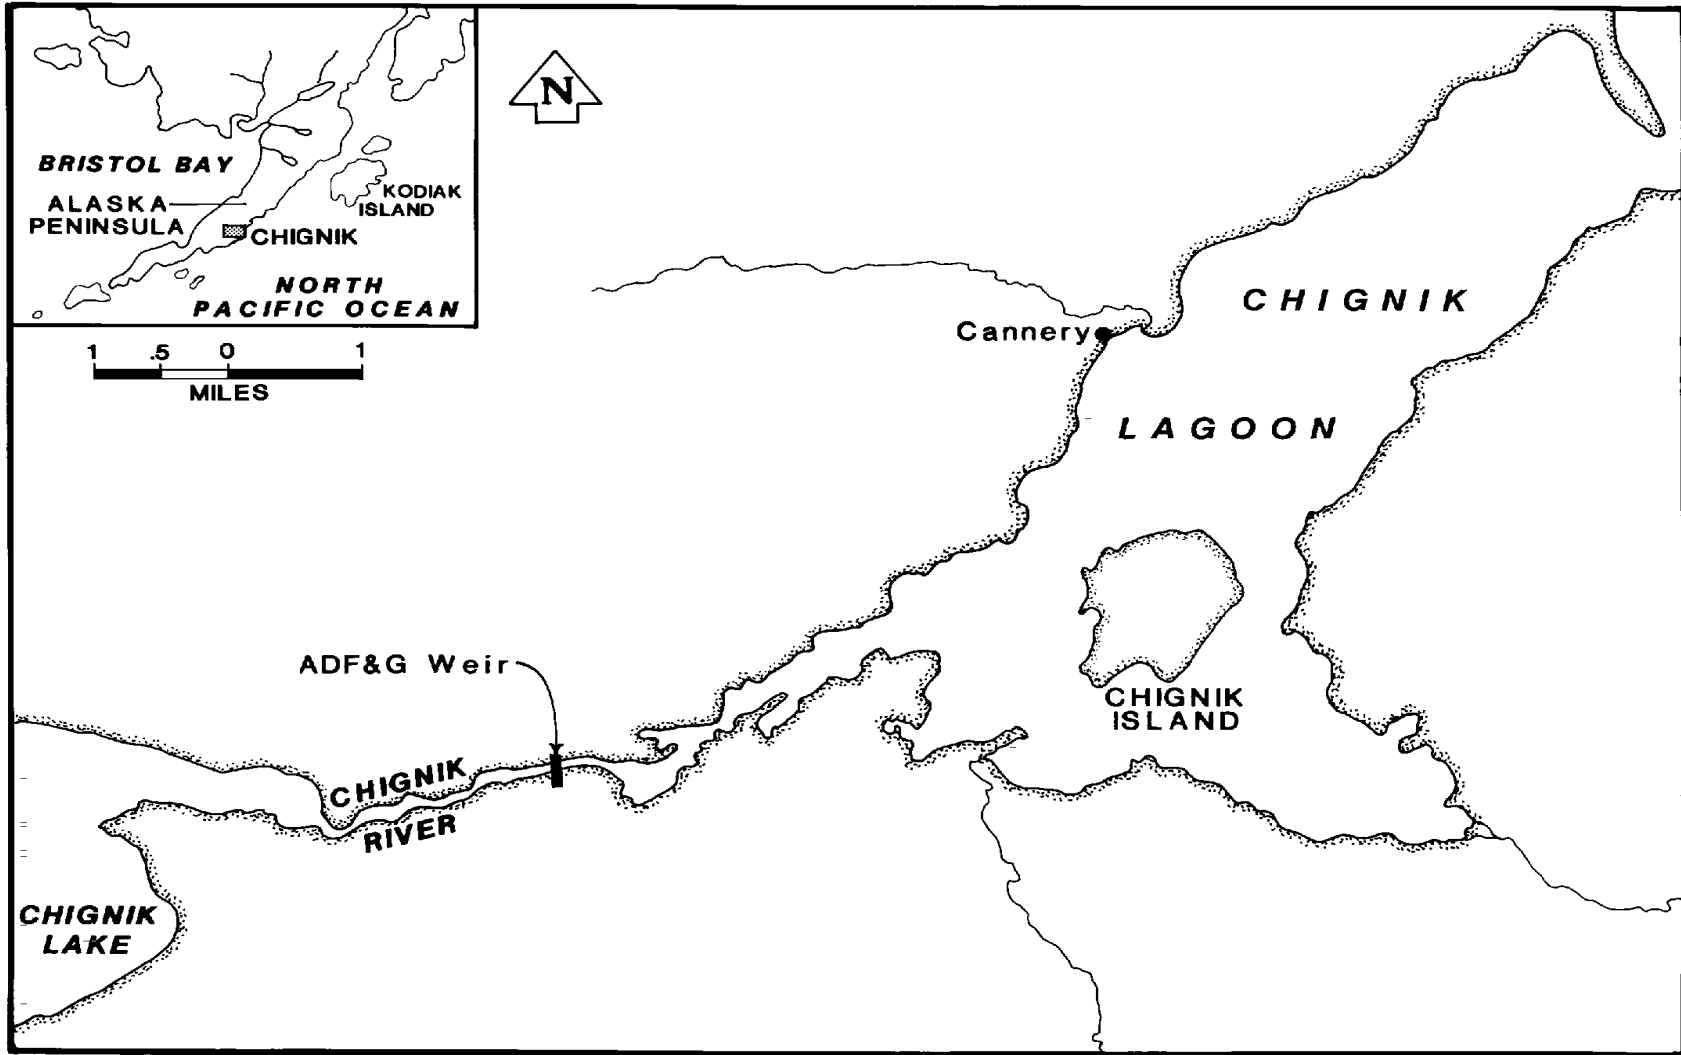 N
BRISTOL BAY
ALASKA
PENINSULA
KODIAK
ISLAND
CHIGNIK
NORTH
PACIFIC OCEAN
1 .5 0 1
MILES
CHIGNIK
LAGOON
Cannery
CHIGNIK
ISLAND
ADF&G Weir
CHIGNIK
RIVER
CHIGNIK
LAKE